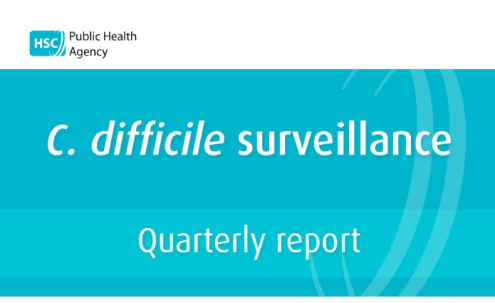 HSC Public Health
Agency
C. difficile surveillance
Quarterly report